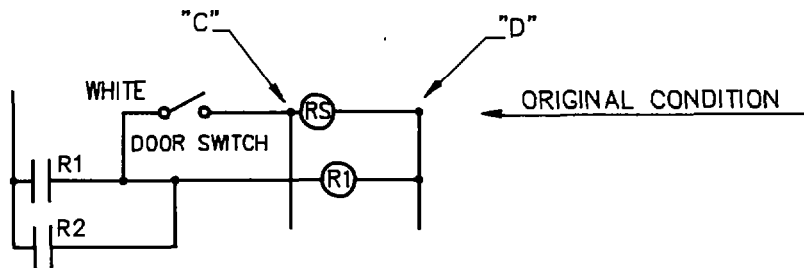 "C"
"D"
WHITE
RS
ORIGINAL CONDITION
DOOR SWITCH
R1
R1
R2